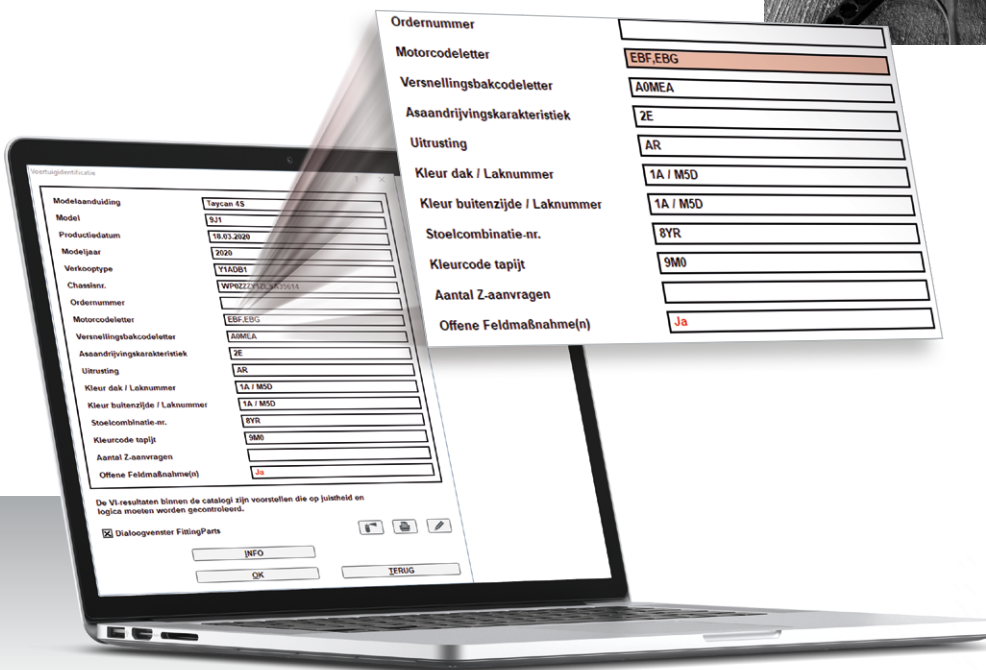 Ordernummer
Motorcodeletter EBF,EBG
Versnellingsbakcodeletter A0MEA
Asaandrijvingskarakteristiek 2E
Uitrusting AR
Kleur dak / Laknummer 1A / M5D
Kleur buitenzijde / Laknummer 1A / M5D
Stoelcombinatie-nr. 8YR
Kleurcode tapijt 9M0
Aantal Z-aanvragen
Offene Feldmaßnahme(n) Ja
Voertuigidentificatie
Modelaanduiding Taycan 4S
Model 9J1
Productiedatum 18.03.2020
Modeljaar 2020
Verkooptype Y1ADB1
Chassisnr.
Ordernummer
Motorcodeletter EBF,EBG
Versnellingsbakcodeletter A0MEA
Asaandrijvingskarakteristiek 2E
Uitrusting AR
Kleur dak / Laknummer 1A / M5D
Kleur buitenzijde / Laknummer 1A / M5D
Stoelcombinatie-nr. 8YR
Kleurcode tapijt 9M0
Aantal Z-aanvragen
Offene Feldmaßnahme(n) Ja
De VI-resultaten binnen de catalogi zijn voorstellen die op juistheid en
logica moeten worden gecontroleerd.
Dialoogvenster FittingParts
INFO
OK TERUG